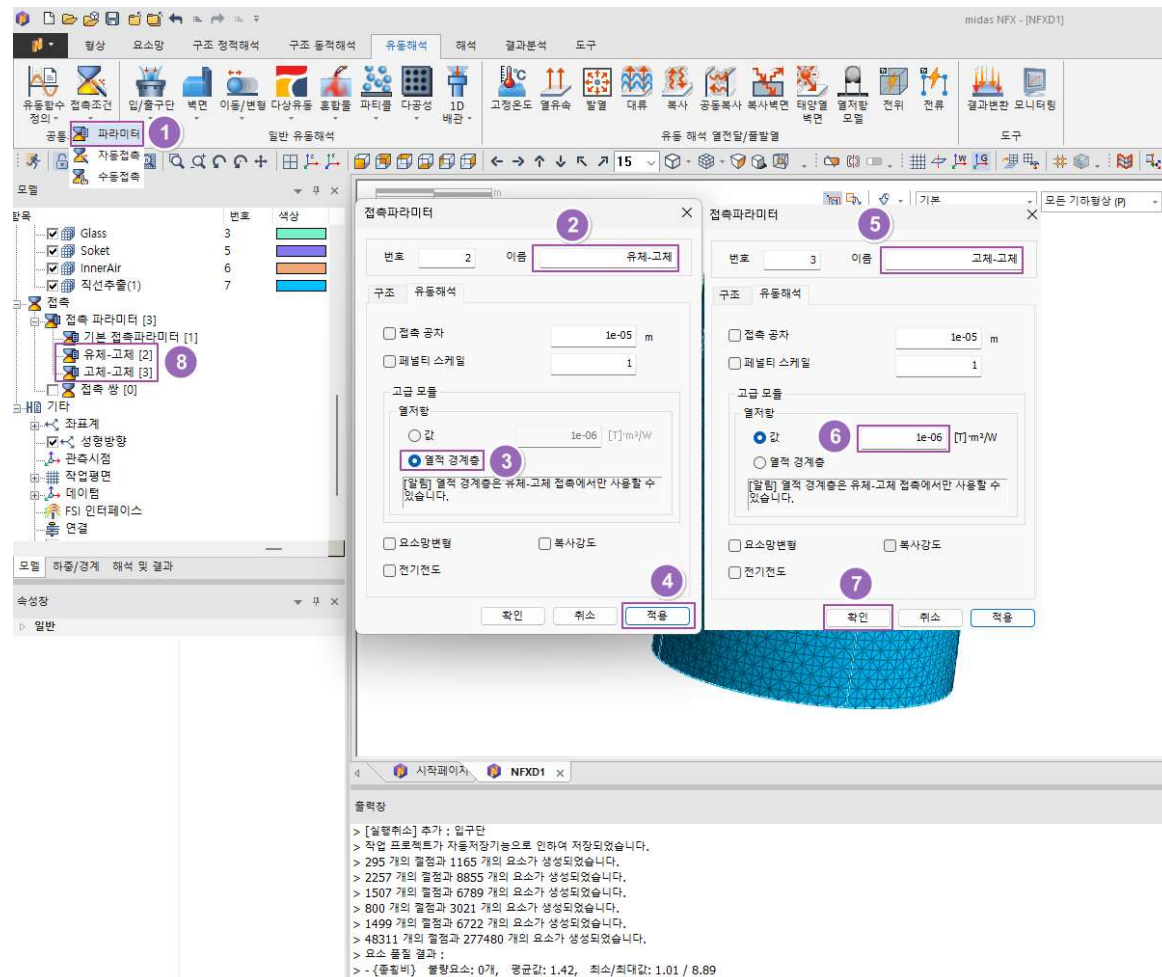 midas NFX - [NFXD1]
형상 요소망 구조 정적해석 구조 동적해석 유동해석 해석 결과분석 도구
유동함수 정의 접촉조건 입/출구단 벽면 이동/변형 다상유동 혼합물 파티클 다공성 1D 배관 고정온도 열유속 발열 대류 복사 공동복사 복사벽면 태양열 벽면 열저항 모델 전위 전류 결과변환 모니터링
공통 일반 유동해석 유동 해석 열전달/줄발열 도구
파라미터 1
자동접촉
수동접촉
15
모델
항목 번호 색상
Glass 3
Soket 5
InnerAir 6
직선추출(1) 7
접촉
접촉 파라미터 [3]
기본 접촉파라미터 [1]
유체-고체 [2]
고체-고체 [3]
8
접촉 쌍 [0]
기타
좌표계
성형방향
관측시점
작업평면
데이텀
FSI 인터페이스
연결
모델 하중/경계 해석 및 결과
속성창
일반
m
기본 모든 기하형상 (P)
접촉파라미터
2
번호 2 이름 유체-고체
구조 유동해석
접촉 공차 1e-05 m
페널티 스케일 1
고급 모듈
열저항
값 1e-06 [T]·m²/W
열적 경계층 3
[알림] 열적 경계층은 유체-고체 접촉에서만 사용할 수
있습니다.
요소망변형 복사강도
전기전도
4
확인 취소 적용
접촉파라미터
5
번호 3 이름 고체-고체
구조 유동해석
접촉 공차 1e-05 m
페널티 스케일 1
고급 모듈
열저항
값 6 1e-06 [T]·m²/W
열적 경계층
[알림] 열적 경계층은 유체-고체 접촉에서만 사용할 수
있습니다.
요소망변형 복사강도
전기전도
7
확인 취소 적용
시작페이지 NFXD1
출력창
> [실행취소] 추가 : 입구단
> 작업 프로젝트가 자동저장기능으로 인하여 저장되었습니다.
> 295 개의 절점과 1165 개의 요소가 생성되었습니다.
> 2257 개의 절점과 8855 개의 요소가 생성되었습니다.
> 1507 개의 절점과 6789 개의 요소가 생성되었습니다.
> 800 개의 절점과 3021 개의 요소가 생성되었습니다.
> 1499 개의 절점과 6722 개의 요소가 생성되었습니다.
> 48311 개의 절점과 277480 개의 요소가 생성되었습니다.
> 요소 품질 결과 :
> - {종횡비} 불량요소: 0개, 평균값: 1.42, 최소/최대값: 1.01 / 8.89